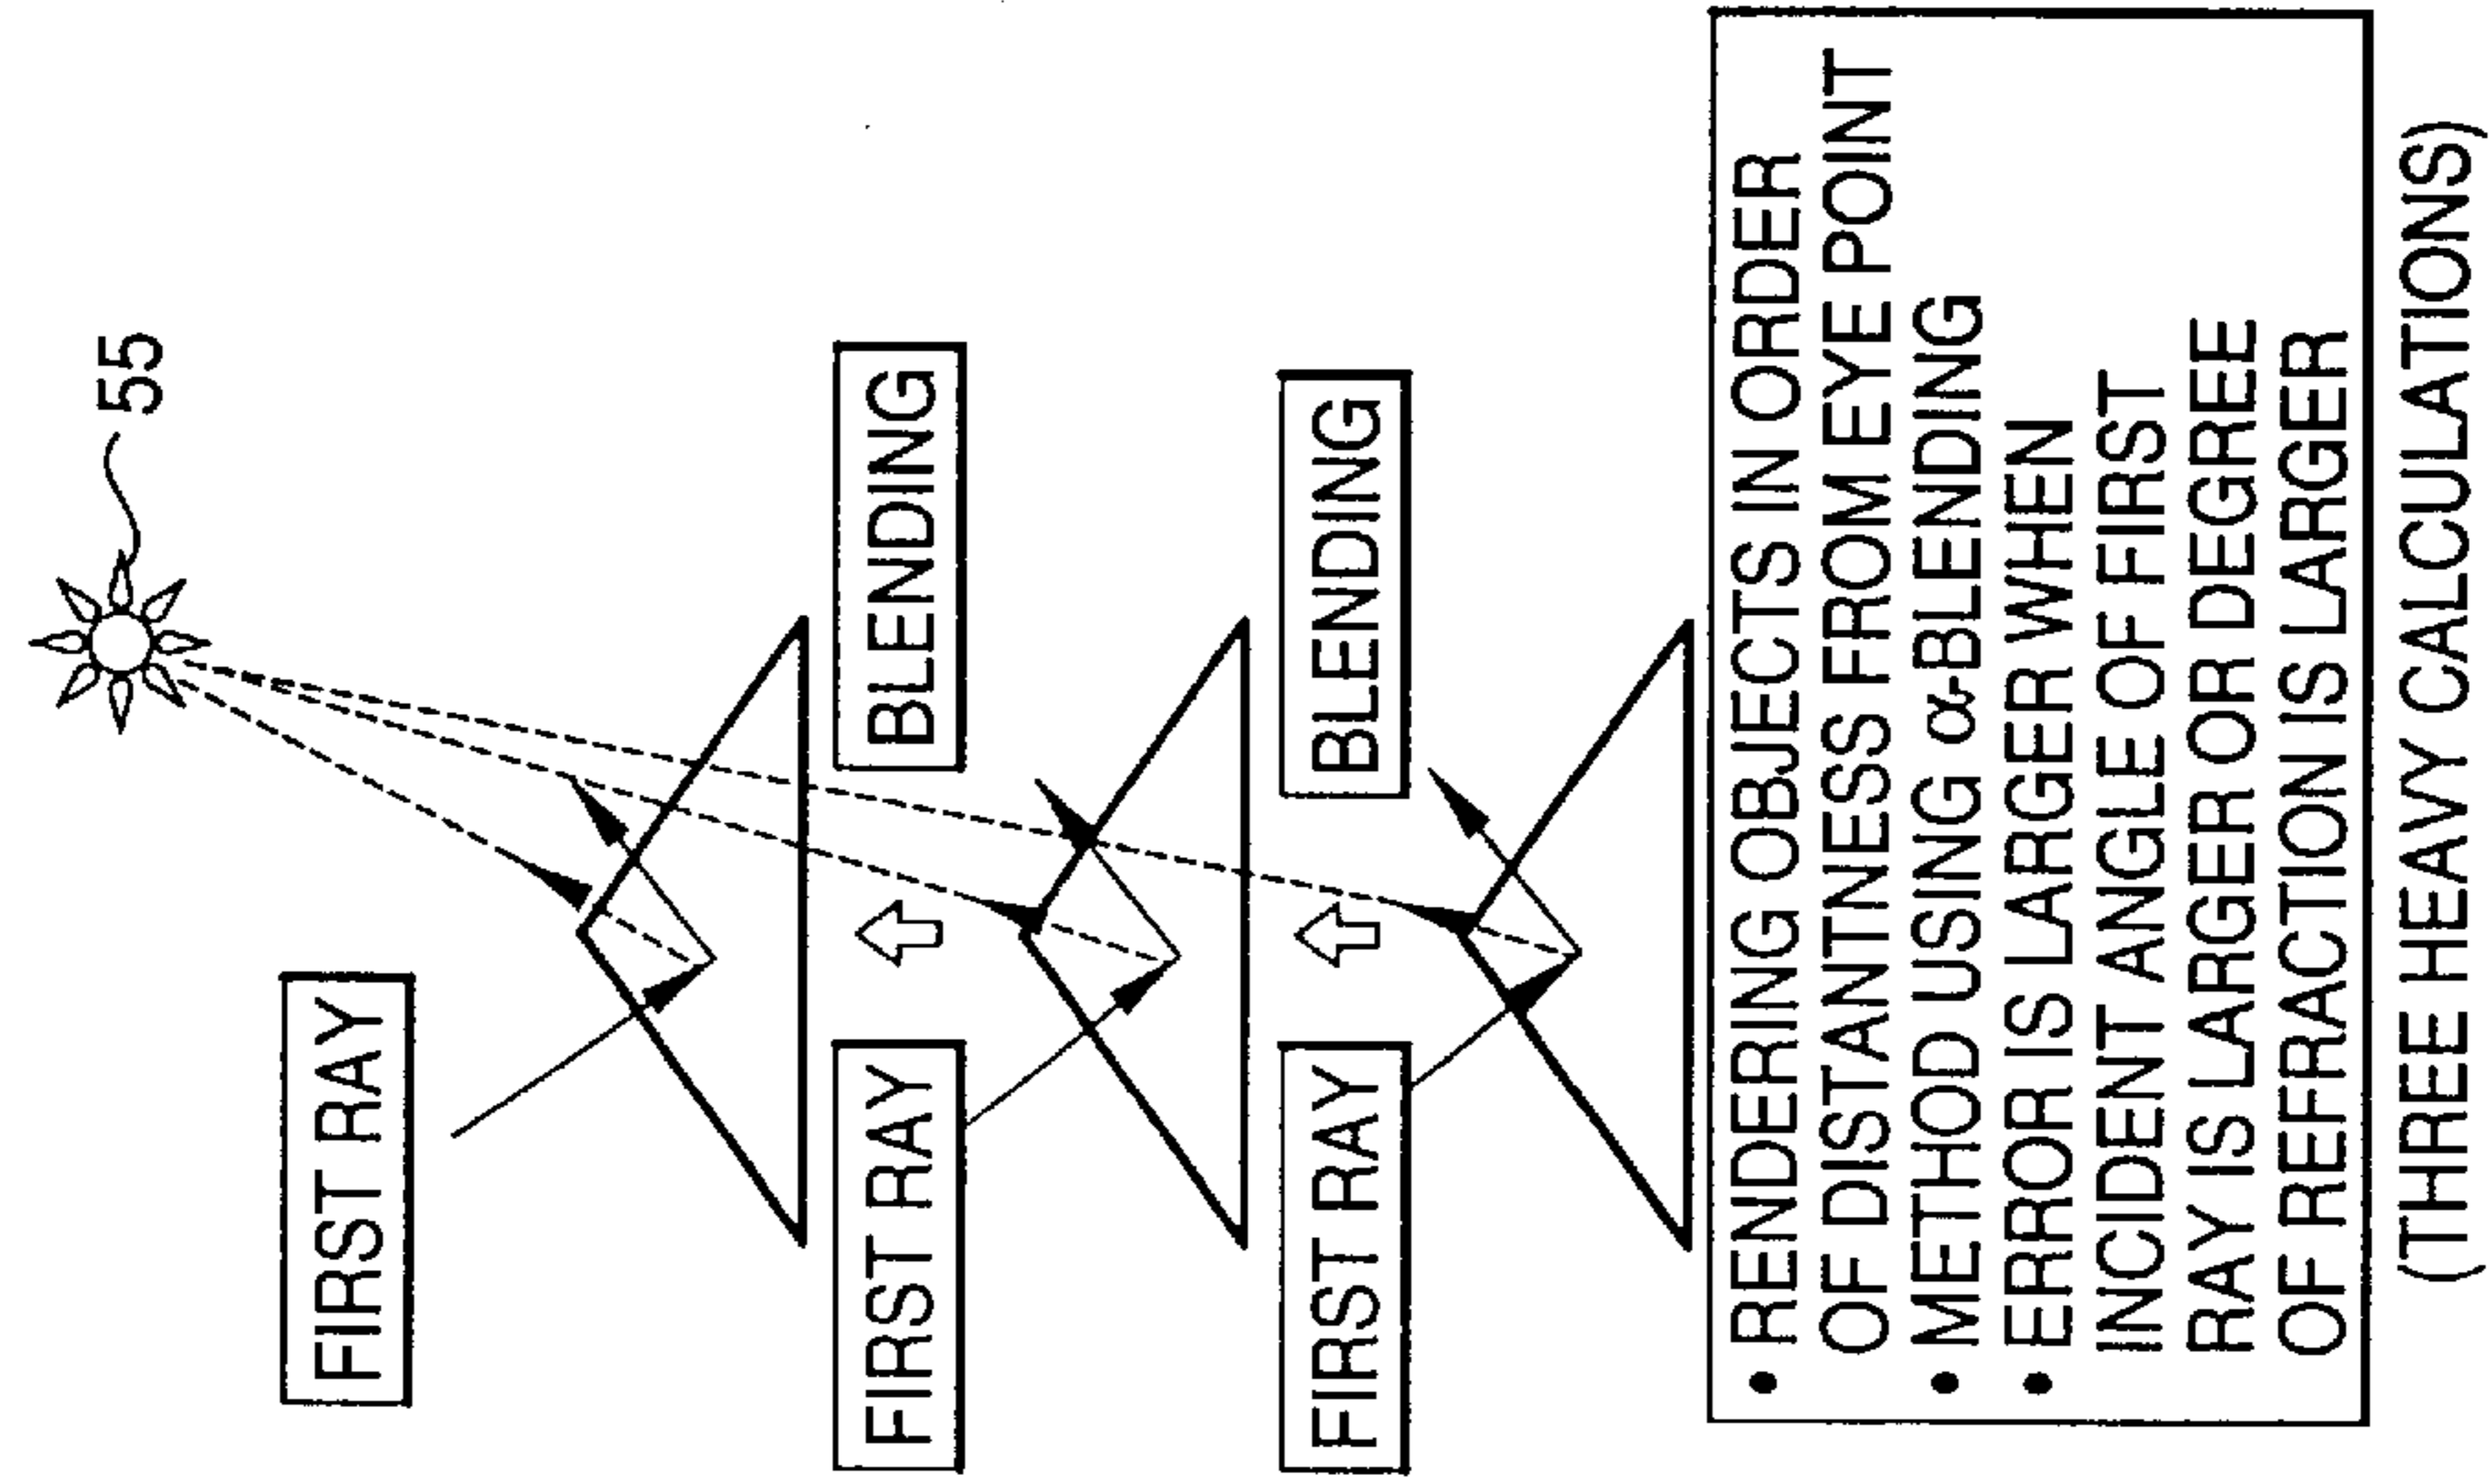 55
FIRST RAY
BLENDING
FIRST RAY
BLENDING
FIRST RAY
• RENDERING OBJECTS IN ORDER
OF DISTANTNESS FROM EYE POINT
• METHOD USING α-BLENDING
• ERROR IS LARGER WHEN
INCIDENT ANGLE OF FIRST
RAY IS LARGER OR DEGREE
OF REFRACTION IS LARGER
(THREE HEAVY CALCULATIONS)